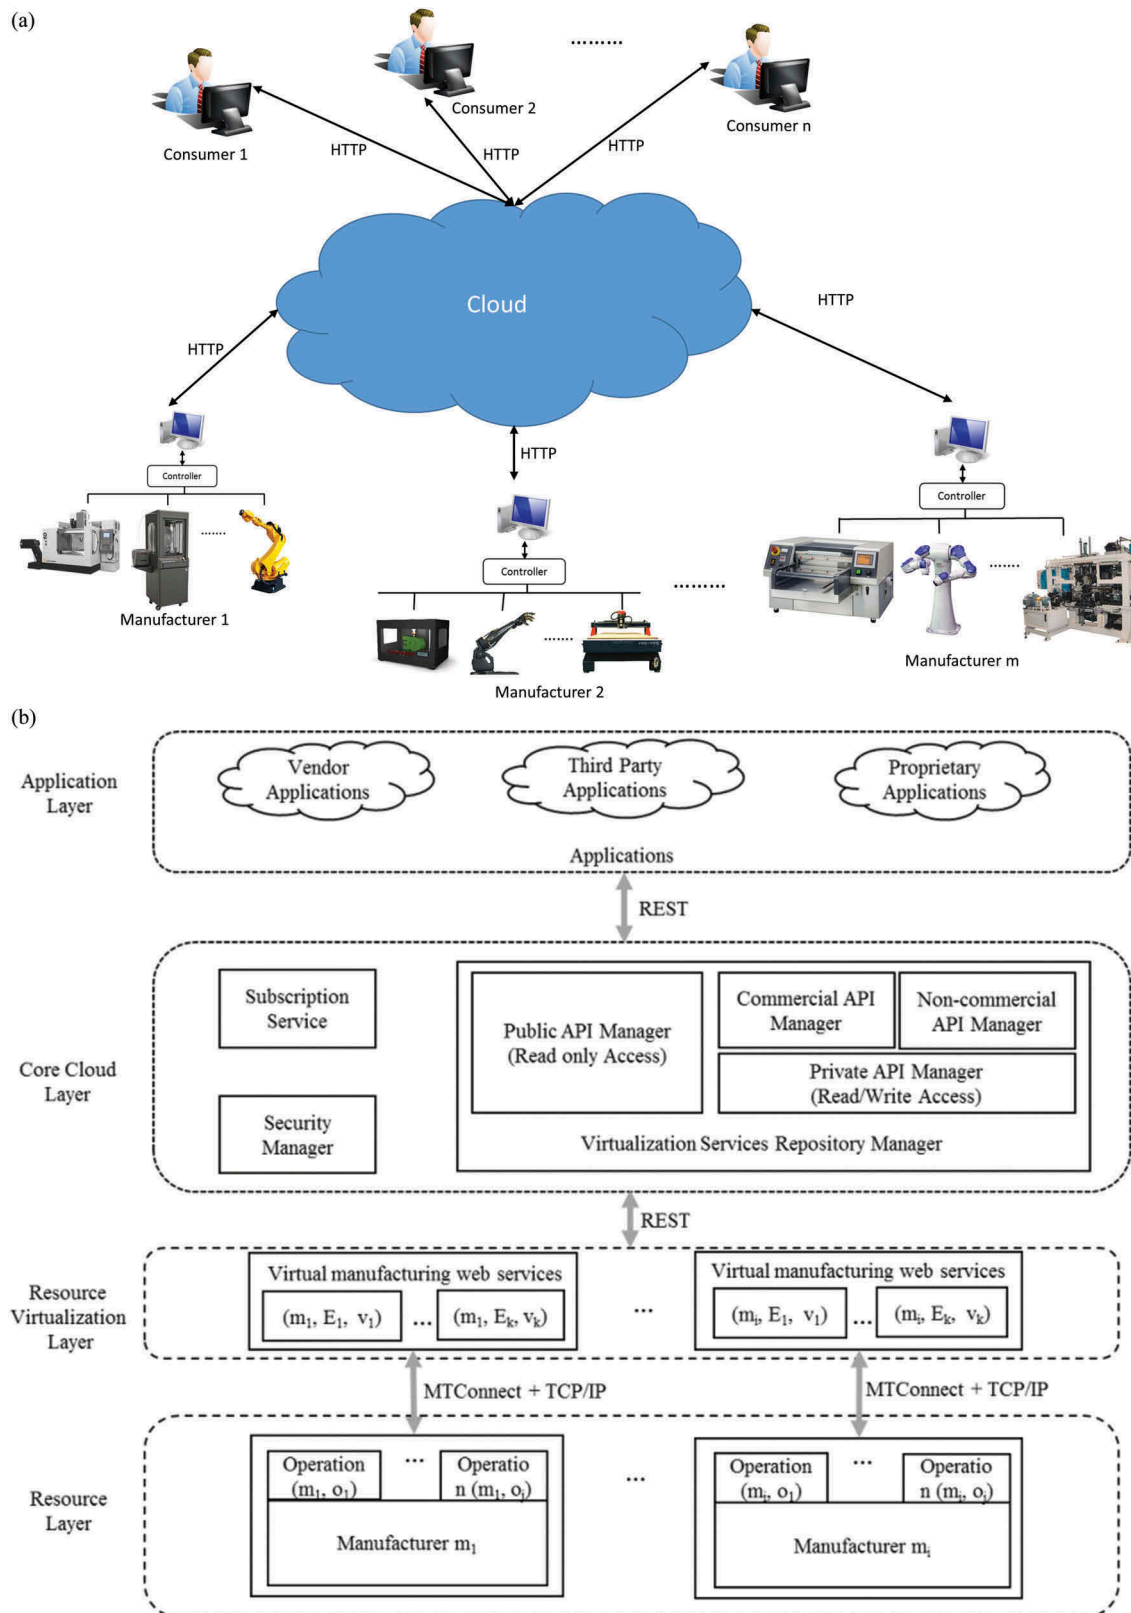 (a)
.........
Consumer 1
Consumer 2
Consumer n
HTTP
HTTP
HTTP
Cloud
HTTP
HTTP
HTTP
Controller
.......
Manufacturer 1
Controller
.......
Manufacturer 2
.........
Controller
.......
Manufacturer m
(b)
Application
Layer
Vendor
Applications
Third Party
Applications
Proprietary
Applications
Applications
REST
Core Cloud
Layer
Subscription
Service
Security
Manager
Public API Manager
(Read only Access)
Commercial API
Manager
Non-commercial
API Manager
Private API Manager
(Read/Write Access)
Virtualization Services Repository Manager
REST
Resource
Virtualization
Layer
Virtual manufacturing web services
(m₁, E₁, v₁)
...
(m₁, Eₖ, vₖ)
...
Virtual manufacturing web services
(mᵢ, E₁, v₁)
...
(mᵢ, Eₖ, vₖ)
MTConnect + TCP/IP
MTConnect + TCP/IP
Resource
Layer
Operation
(m₁, o₁)
...
Operatio
n (m₁, oⱼ)
Manufacturer m₁
...
Operation
(mᵢ, o₁)
...
Operatio
n (mᵢ, oⱼ)
Manufacturer mᵢ